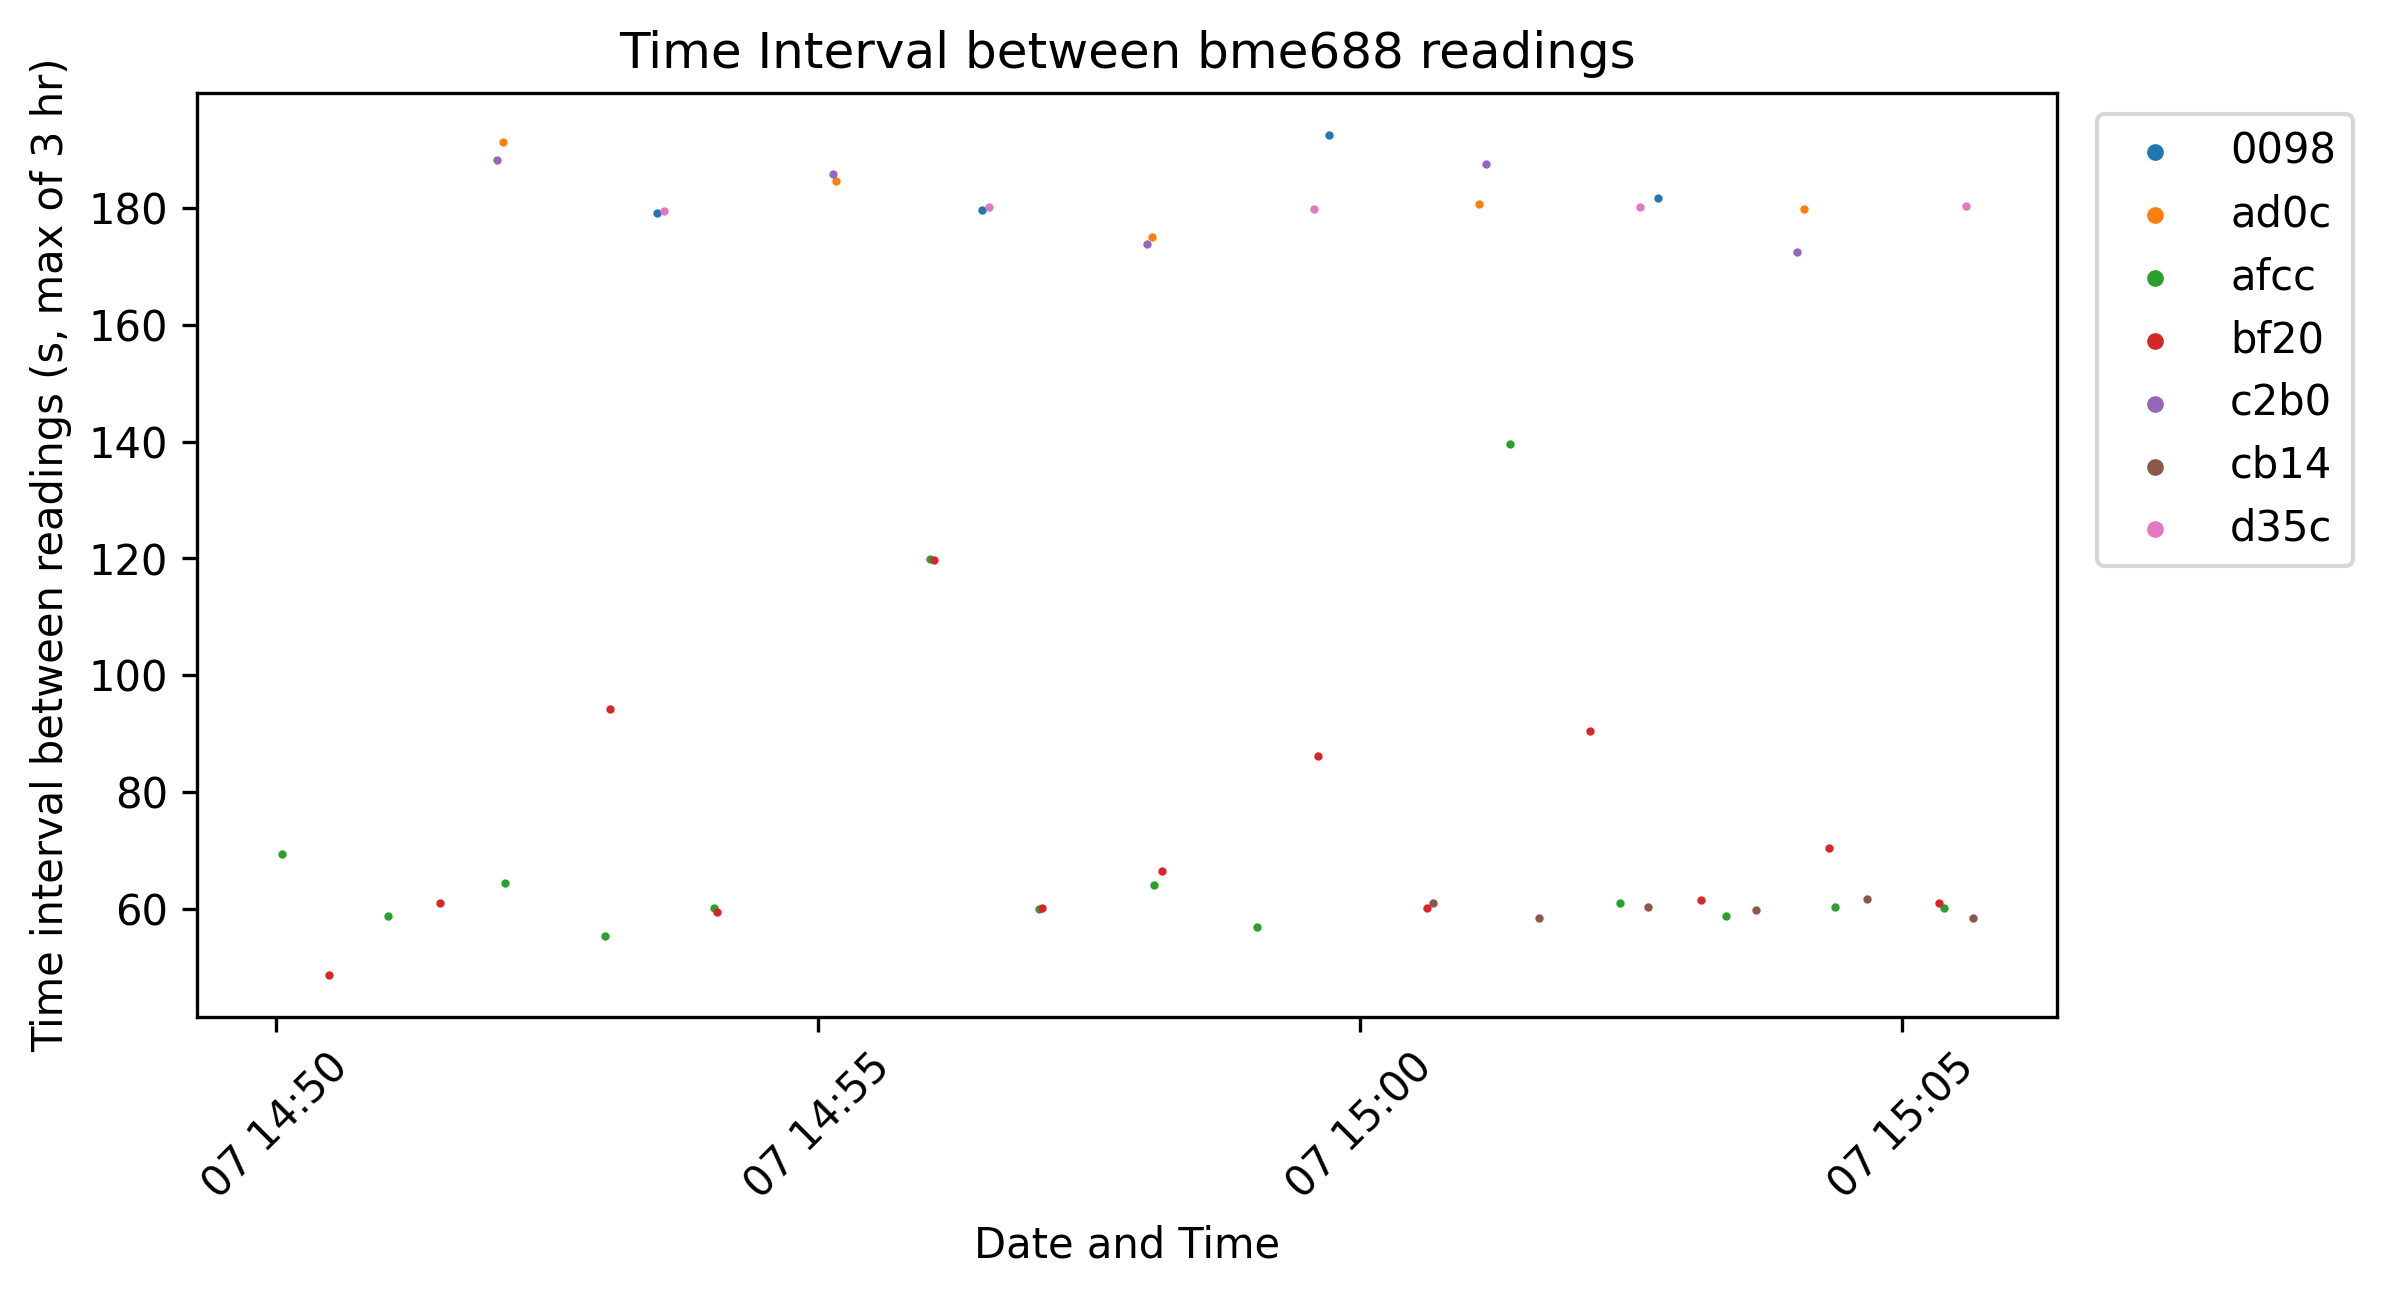 Time Interval between bme688 readings
Time interval between readings (s, max of 3 hr)
180
160
140
120
100
80
60
07 14:50
07 14:55
07 15:00
07 15:05
Date and Time
0098
ad0c
afcc
bf20
c2b0
cb14
d35c